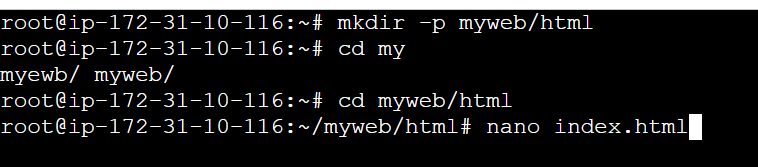 root@ip-172-31-10-116:~# mkdir -p myweb/html
root@ip-172-31-10-116:~# cd my
myewb/ myweb/
root@ip-172-31-10-116:~# cd myweb/html
root@ip-172-31-10-116:~/myweb/html# nano index.html